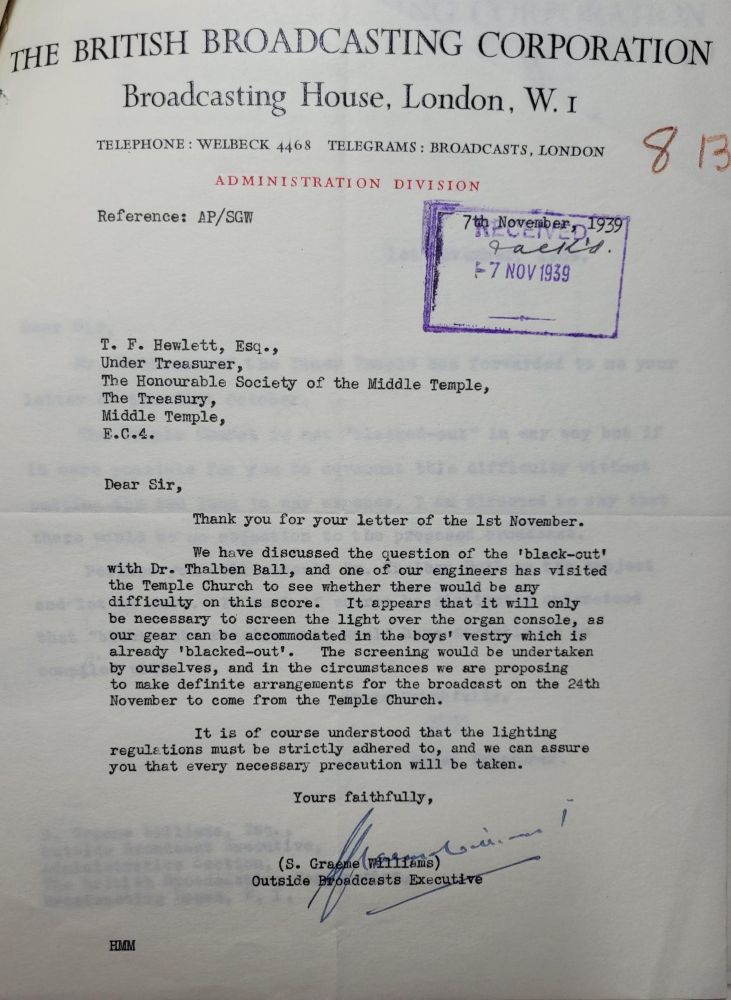 THE BRITISH BROADCASTING CORPORATION
Broadcasting House, London, W. 1
TELEPHONE: WELBECK 4468 TELEGRAMS: BROADCASTS, LONDON
8 13
ADMINISTRATION DIVISION
Reference: AP/SGW
7th November, 1939
RECEIVED
7 NOV 1939
T. F. Hewlett, Esq.,
Under Treasurer,
The Honourable Society of the Middle Temple,
The Treasury,
Middle Temple,
E.C.4.
Dear Sir,
Thank you for your letter of the 1st November.
We have discussed the question of the 'black-out'
with Dr. Thalben Ball, and one of our engineers has visited
the Temple Church to see whether there would be any
difficulty on this score. It appears that it will only
be necessary to screen the light over the organ console, as
our gear can be accommodated in the boys' vestry which is
already 'blacked-out'. The screening would be undertaken
by ourselves, and in the circumstances we are proposing
to make definite arrangements for the broadcast on the 24th
November to come from the Temple Church.
It is of course understood that the lighting
regulations must be strictly adhered to, and we can assure
you that every necessary precaution will be taken.
Yours faithfully,
(S. Graeme Williams)
Outside Broadcasts Executive
HMM